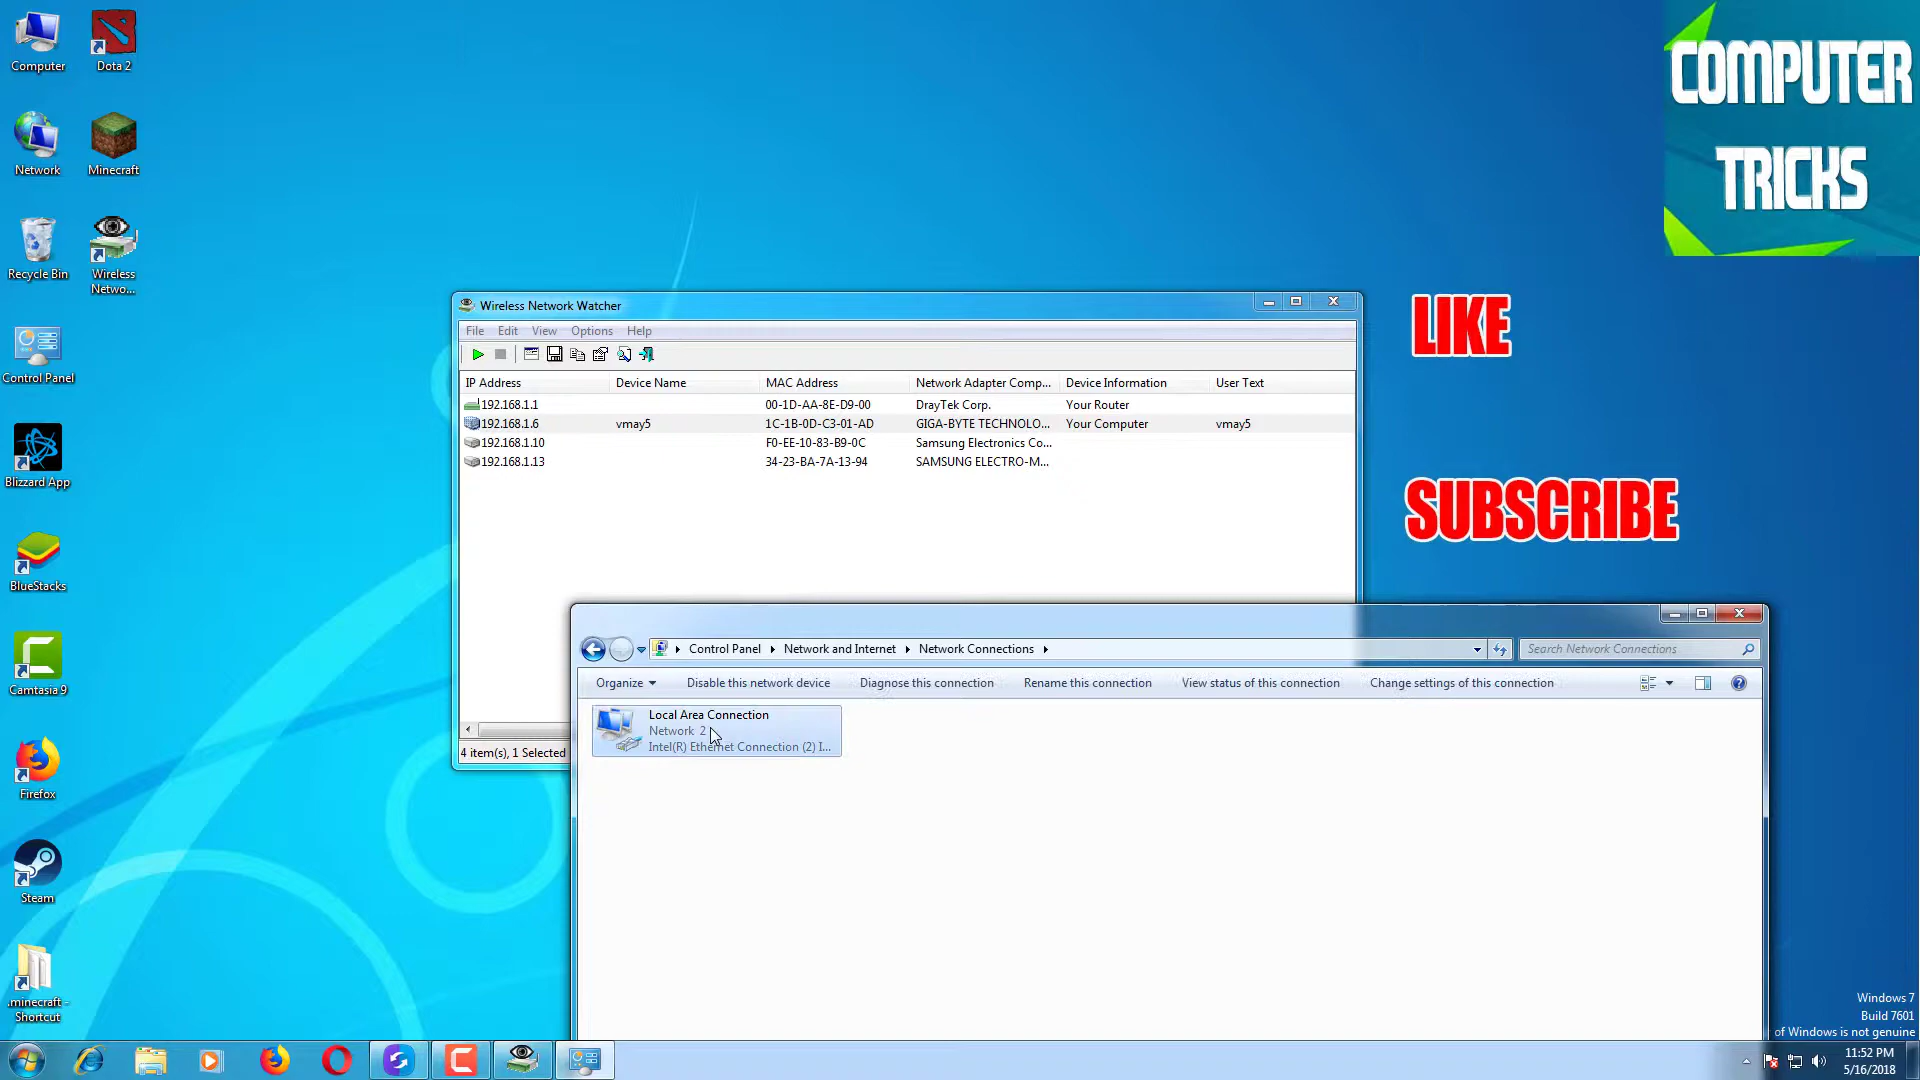 Computer
Dota 2
Network
Minecraft
Recycle Bin
Wireless
Netwo...
Control Panel
Blizzard App
BlueStacks
Camtasia 9
Firefox
Steam
.minecraft -
Shortcut
COMPUTER
TRICKS
LIKE
SUBSCRIBE
Wireless Network Watcher
File Edit View Options Help
IP Address Device Name MAC Address Network Adapter Comp... Device Information User Text
192.168.1.1 00-1D-AA-8E-D9-00 DrayTek Corp. Your Router
192.168.1.6 vmay5 1C-1B-0D-C3-01-AD GIGA-BYTE TECHNOLO... Your Computer vmay5
192.168.1.10 F0-EE-10-83-B9-0C Samsung Electronics Co...
192.168.1.13 34-23-BA-7A-13-94 SAMSUNG ELECTRO-M...
4 item(s), 1 Selected
Control Panel Network and Internet Network Connections
Search Network Connections
Organize Disable this network device Diagnose this connection Rename this connection View status of this connection Change settings of this connection
Local Area Connection
Network 2
Intel(R) Ethernet Connection (2) I...
Windows 7
Build 7601
of Windows is not genuine
11:52 PM
5/16/2018